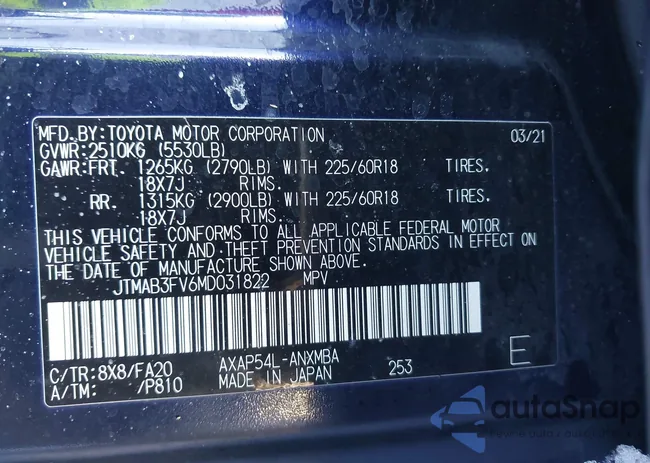 MFD.BY:TOYOTA MOTOR CORPORATION 03/21
GVWR:2510KG (5530LB)
GAWR:FRT. 1265KG (2790LB) WITH 225/60R18 TIRES.
18X7J RIMS.
RR. 1315KG (2900LB) WITH 225/60R18 TIRES.
18X7J RIMS.
THIS VEHICLE CONFORMS TO ALL APPLICABLE FEDERAL MOTOR
VEHICLE SAFETY AND THEFT PREVENTION STANDARDS IN EFFECT ON
THE DATE OF MANUFACTURE SHOWN ABOVE.
JTMAB3FV6MD031822 MPV
C/TR:8X8/FA20 AXAP54L-ANXMBA
A/TM: /P810 MADE IN JAPAN 253 E
autaSnap